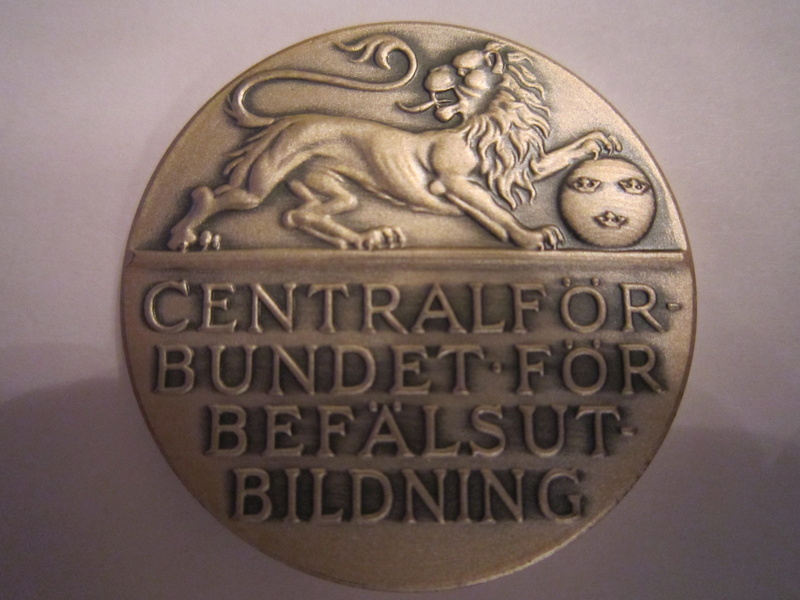 CENTRALFÖR-
BUNDET·FÖR
BEFÄLSUT-
BILDNING